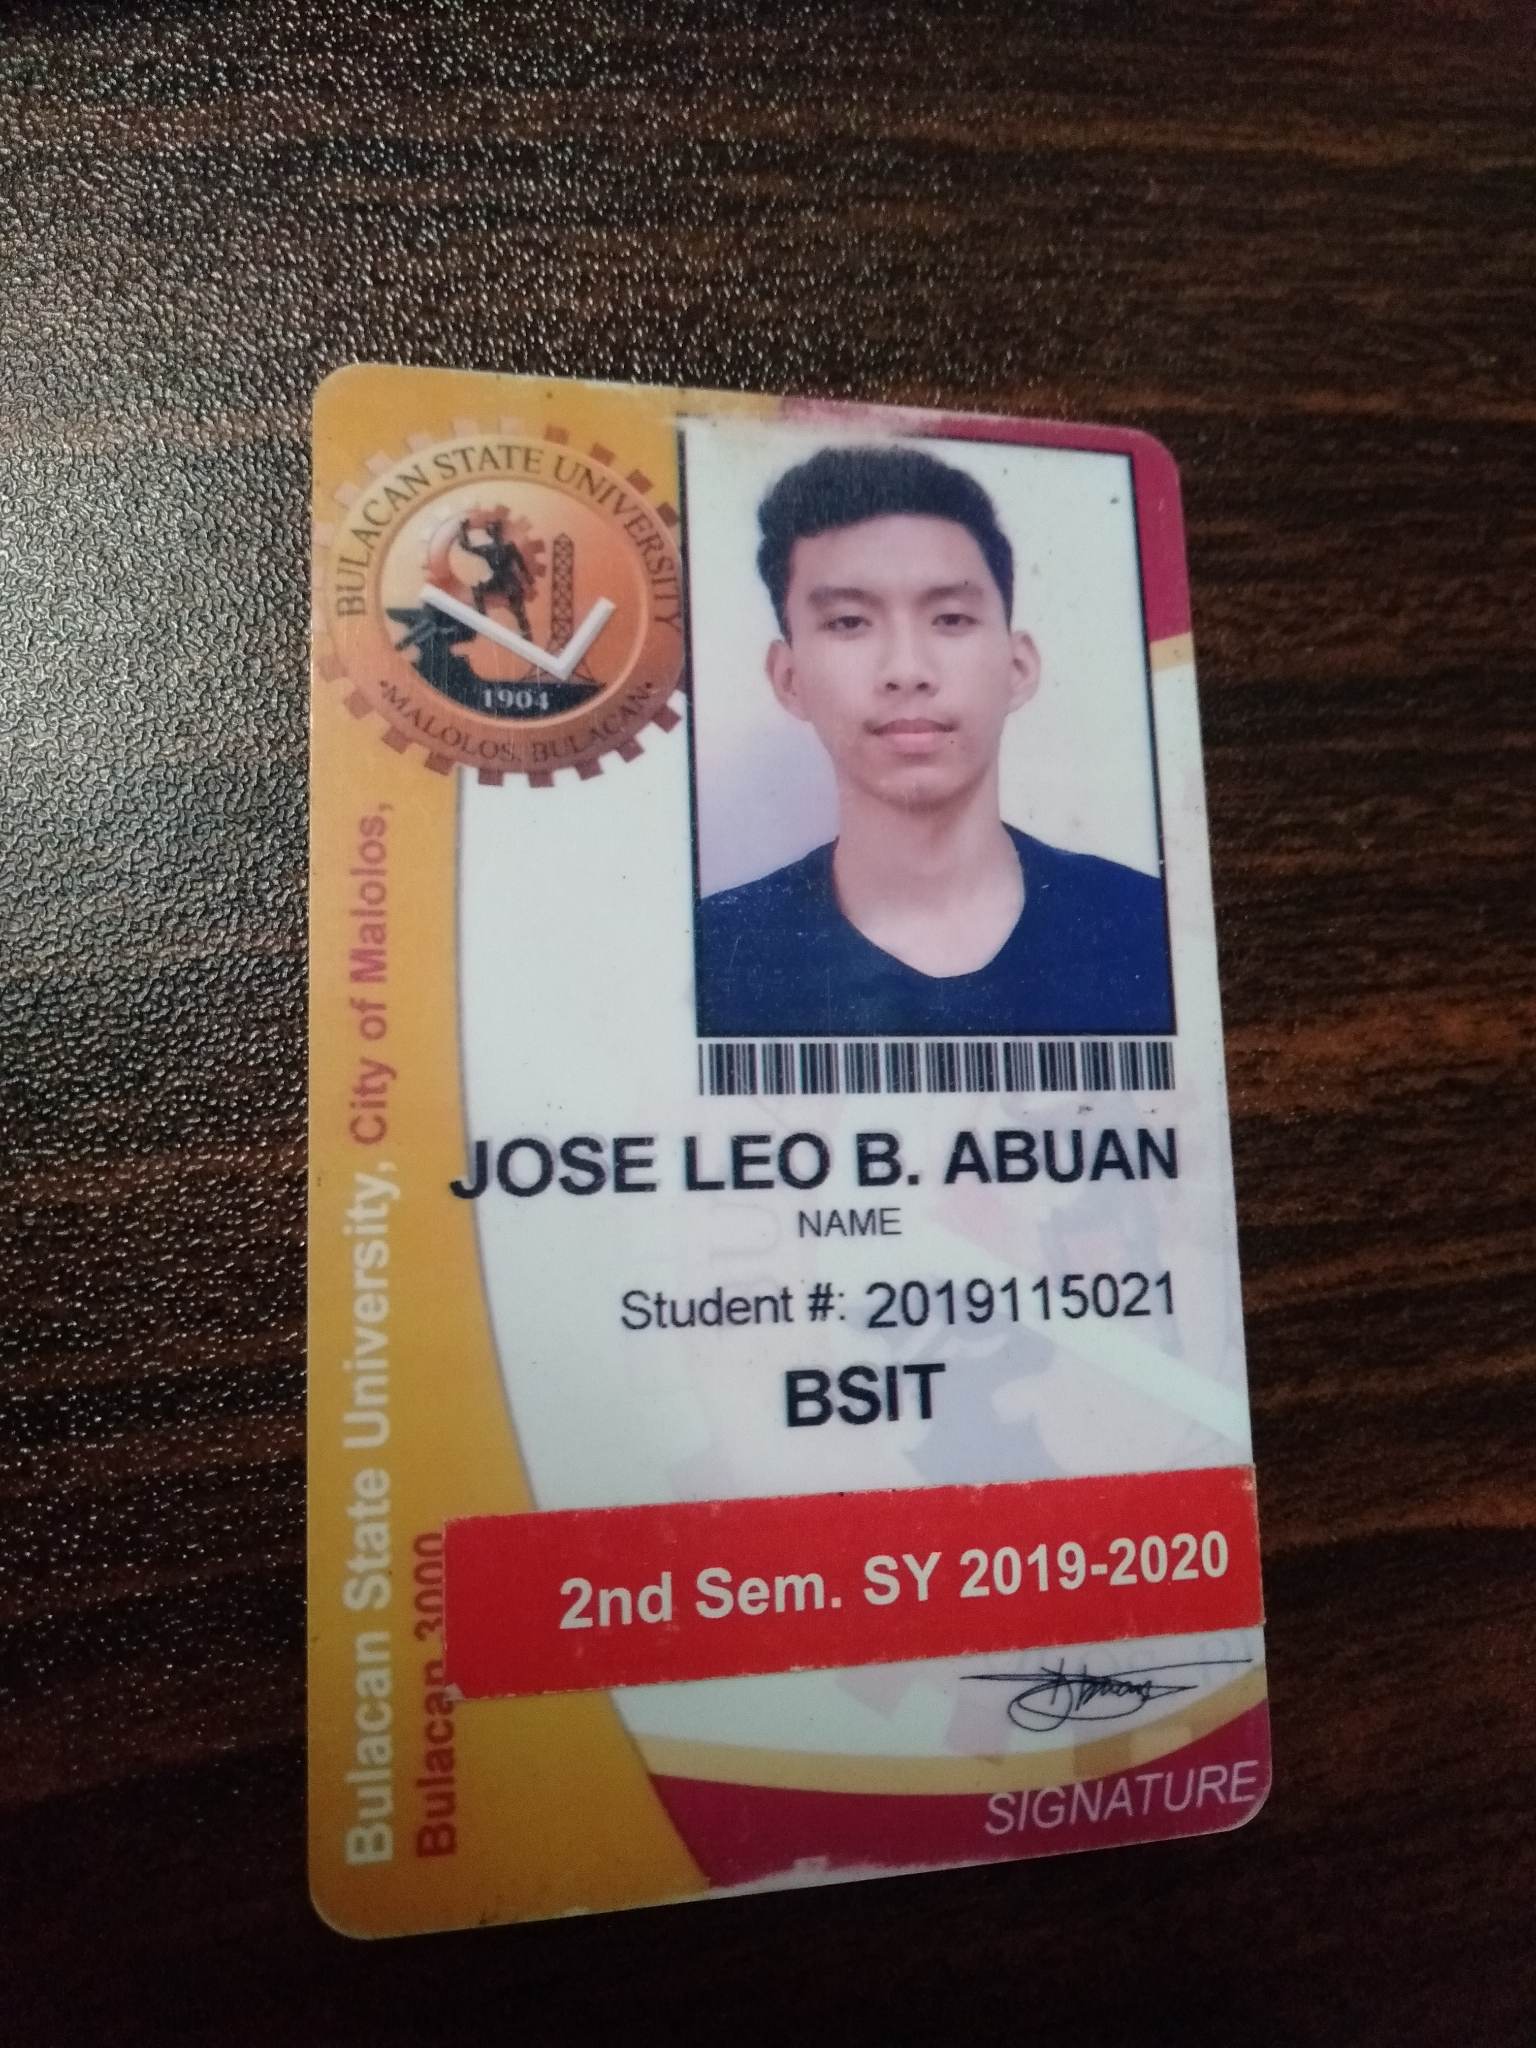 BULACAN STATE UNIVERSITY
1904
MALOLOS, BULACAN
Bulacan State University, City of Malolos,
Bulacan 3000
JOSE LEO B. ABUAN
NAME
Student #: 2019115021
BSIT
2nd Sem. SY 2019-2020
SIGNATURE